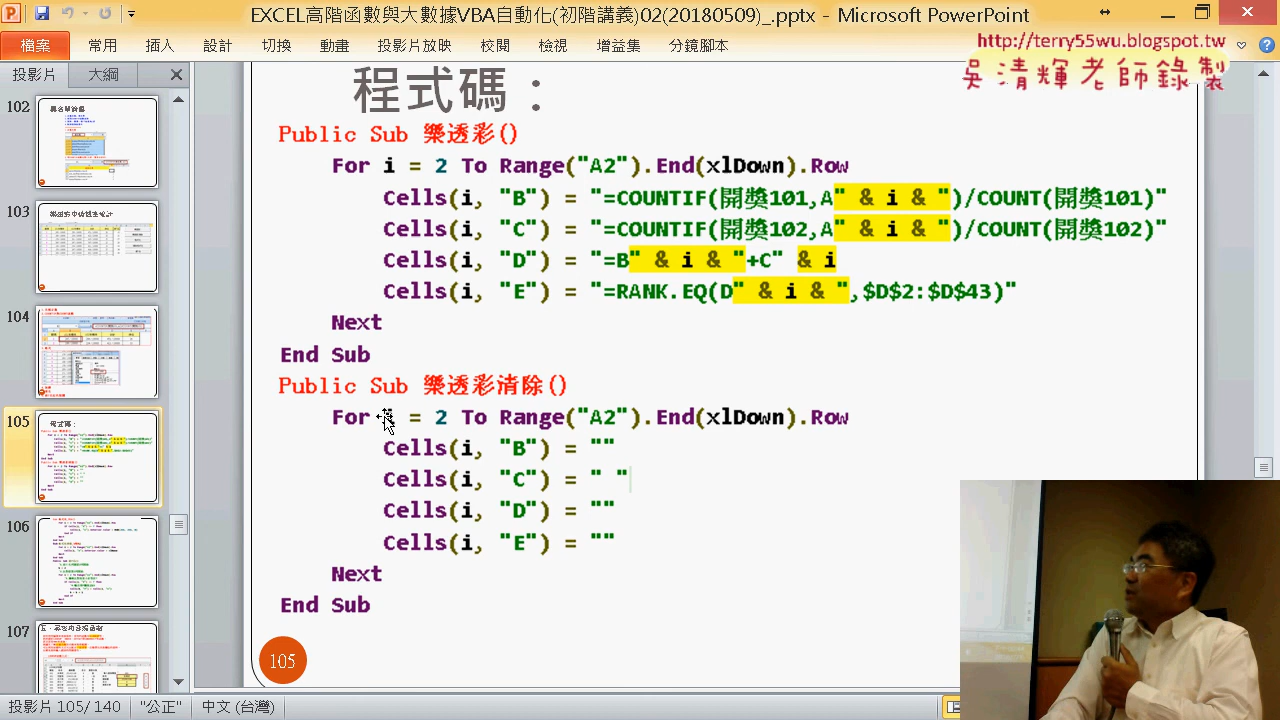 EXCEL高階函數與大數據VBA自動化(初階講義)02(20180509)_.pptx - Microsoft PowerPoint
檔案 常用 插入 設計 切換 動畫 投影片放映 校閱 檢視 增益集 分鏡腳本
http://terry55wu.blogspot.tw
吳清輝老師錄製
投影片 大綱
102
103
104
105
106
107
程式碼：
Public Sub 樂透彩()
For i = 2 To Range("A2").End(xlDown).Row
Cells(i, "B") = "=COUNTIF(開獎101,A" & i & ")/COUNT(開獎101)"
Cells(i, "C") = "=COUNTIF(開獎102,A" & i & ")/COUNT(開獎102)"
Cells(i, "D") = "=B" & i & "+C" & i
Cells(i, "E") = "=RANK.EQ(D" & i & ",$D$2:$D$43)"
Next
End Sub
Public Sub 樂透彩清除()
For i = 2 To Range("A2").End(xlDown).Row
Cells(i, "B") = ""
Cells(i, "C") = " "
Cells(i, "D") = ""
Cells(i, "E") = ""
Next
End Sub
105
投影片 105/ 140 "公正" 中文 (台灣)